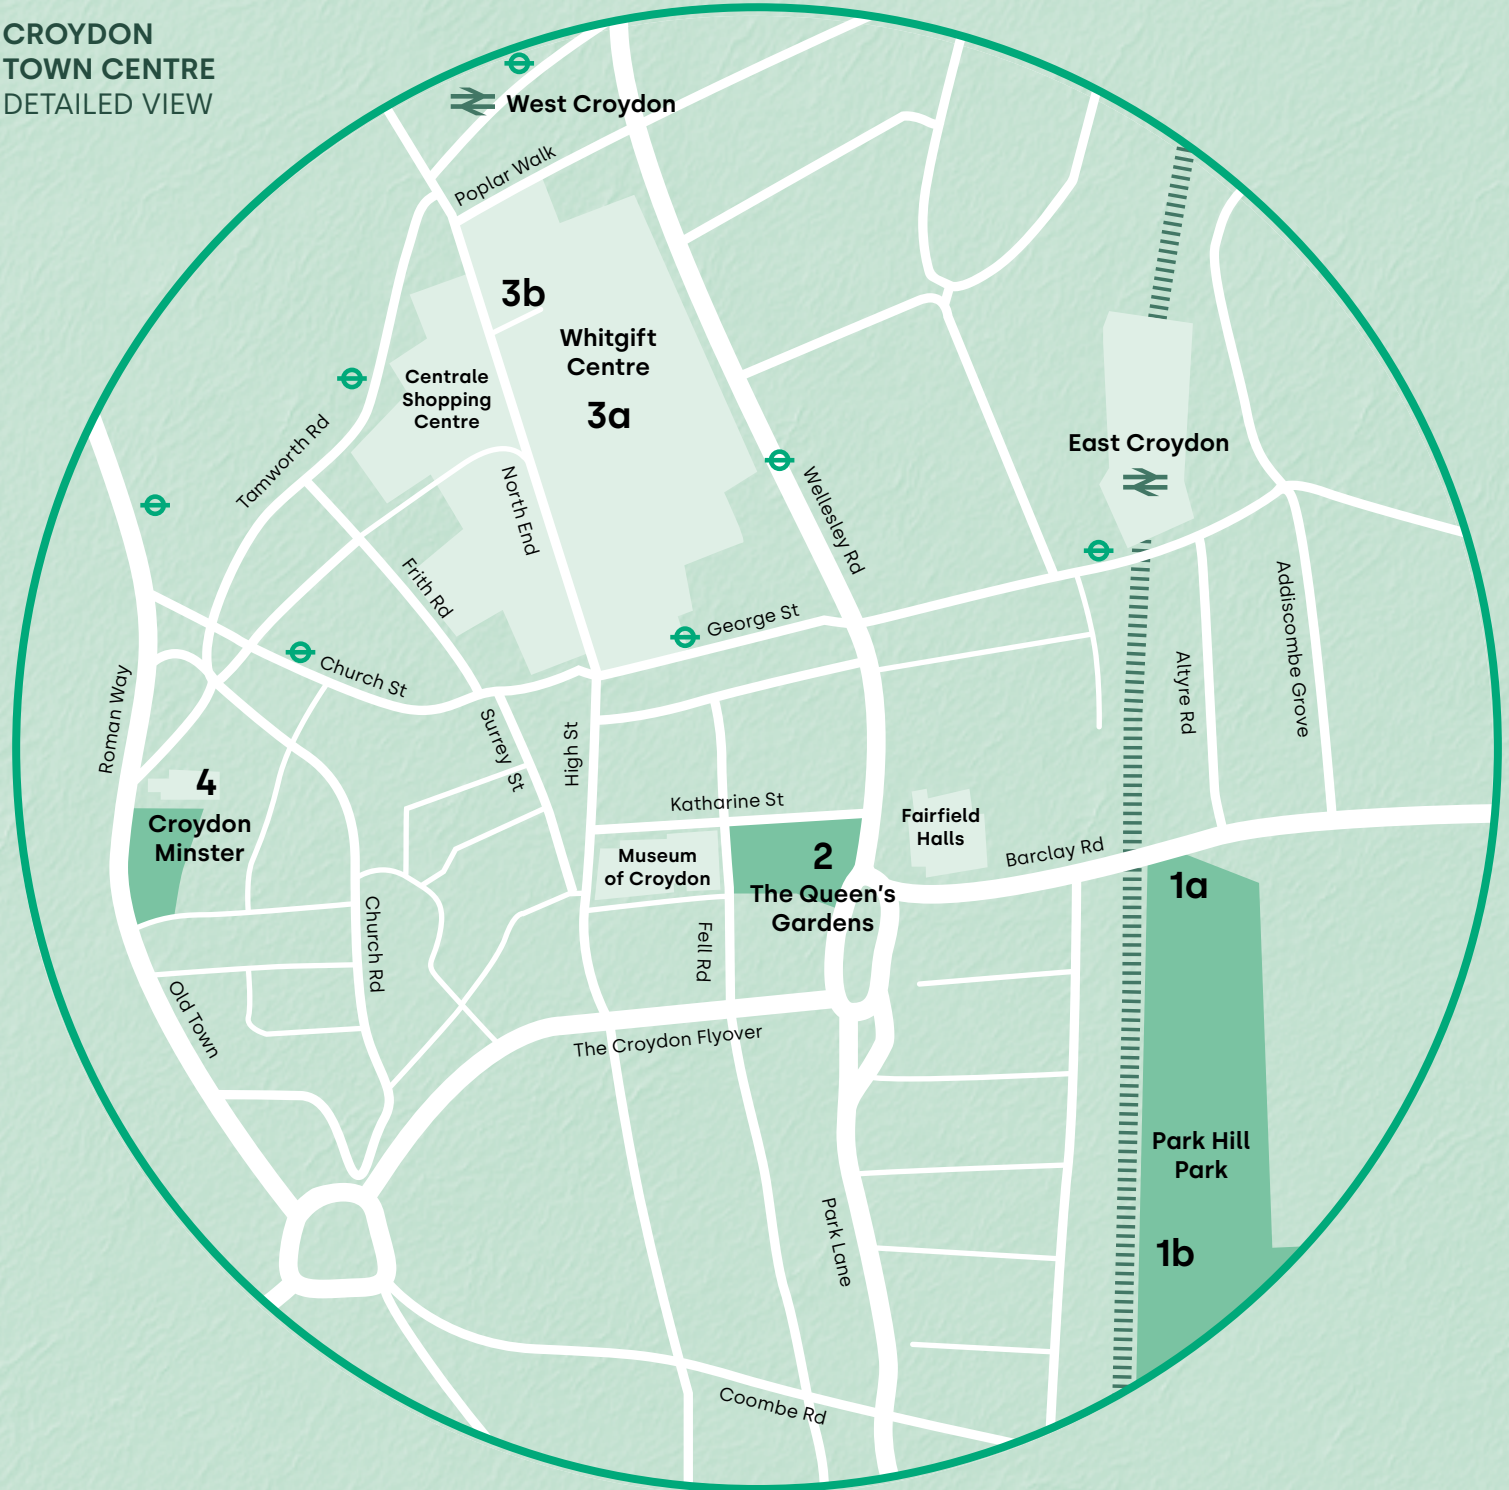 CROYDON
TOWN CENTRE
DETAILED VIEW
West Croydon
Poplar Walk
3b
Whitgift
Centre
3a
Centrale
Shopping
Centre
East Croydon
Tamworth Rd
North End
Wellesley Rd
Frith Rd
George St
Addiscombe Grove
Church St
Altyre Rd
Roman Way
Surrey St
High St
4
Croydon
Minster
Katharine St
Fairfield
Halls
Museum
of Croydon
2
The Queen's
Gardens
Barclay Rd
1a
Church Rd
Fell Rd
Old Town
The Croydon Flyover
Park Hill
Park
Park Lane
1b
Coombe Rd